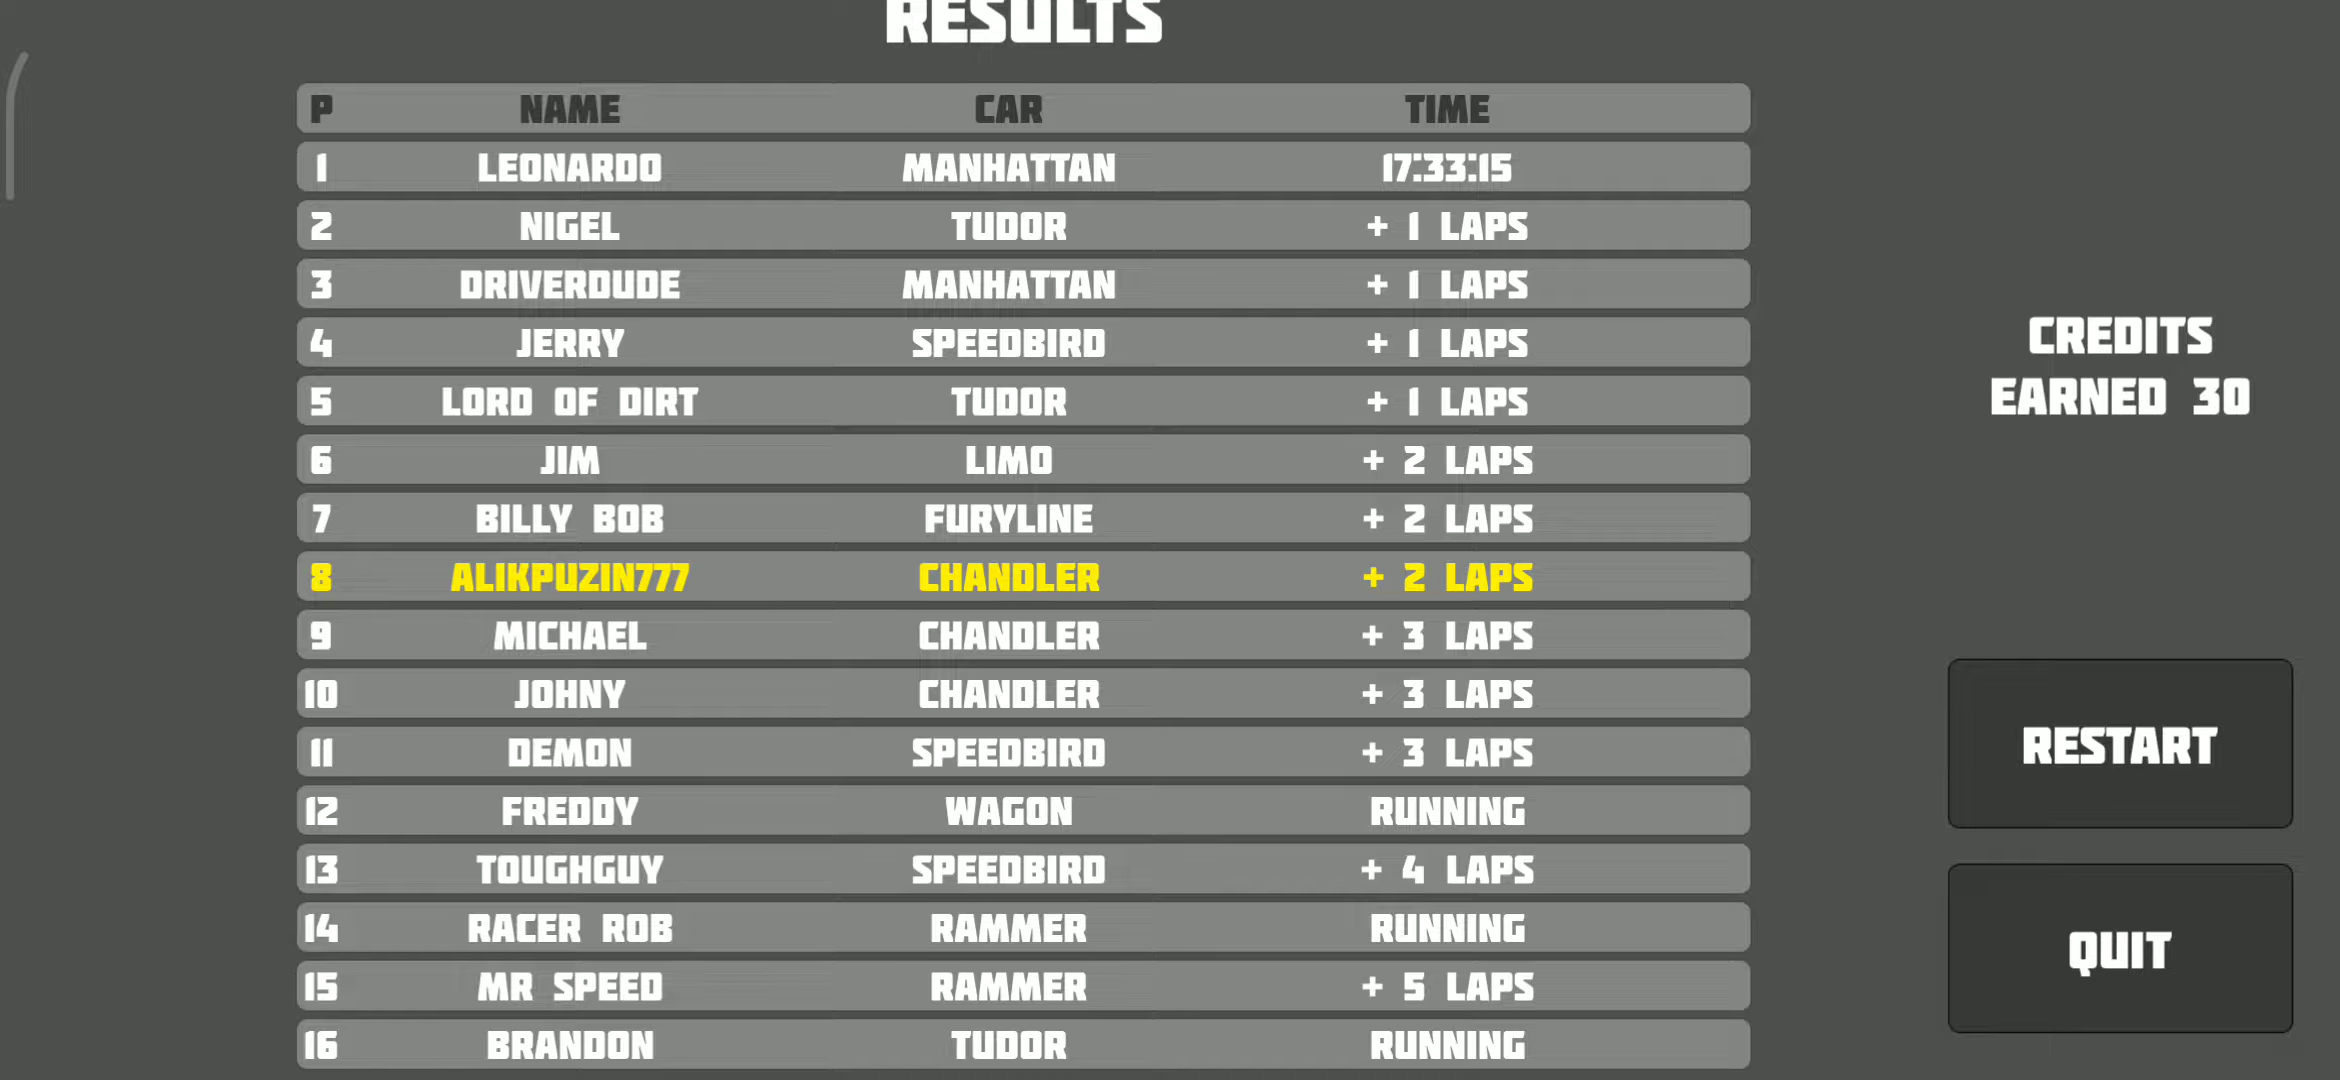 RESULTS
P NAME CAR TIME
1 LEONARDO MANHATTAN 17:33:15
2 NIGEL TUDOR + 1 LAPS
3 DRIVERDUDE MANHATTAN + 1 LAPS
4 JERRY SPEEDBIRD + 1 LAPS
5 LORD OF DIRT TUDOR + 1 LAPS
6 JIM LIMO + 2 LAPS
7 BILLY BOB FURYLINE + 2 LAPS
8 ALIKPUZIN777 CHANDLER + 2 LAPS
9 MICHAEL CHANDLER + 3 LAPS
10 JOHNY CHANDLER + 3 LAPS
11 DEMON SPEEDBIRD + 3 LAPS
12 FREDDY WAGON RUNNING
13 TOUGHGUY SPEEDBIRD + 4 LAPS
14 RACER ROB RAMMER RUNNING
15 MR SPEED RAMMER + 5 LAPS
16 BRANDON TUDOR RUNNING
CREDITS
EARNED 30
RESTART
QUIT